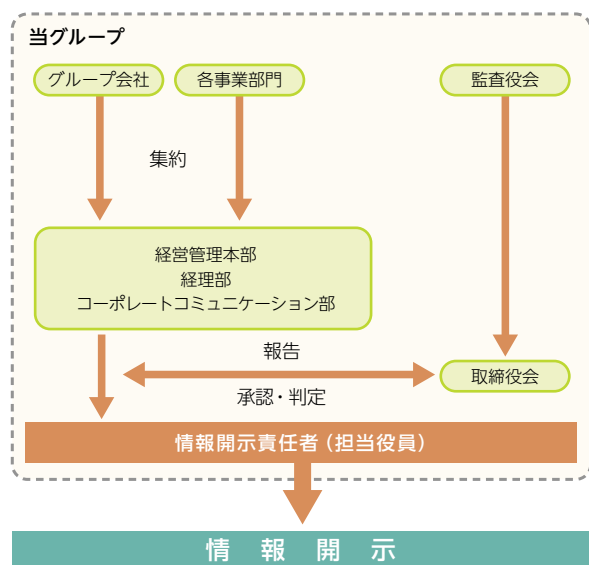 当グループ
グループ会社
各事業部門
監査役会
集約
経営管理本部
経理部
コーポレートコミュニケーション部
報告
取締役会
承認・判定
情報開示責任者(担当役員)
情報開示